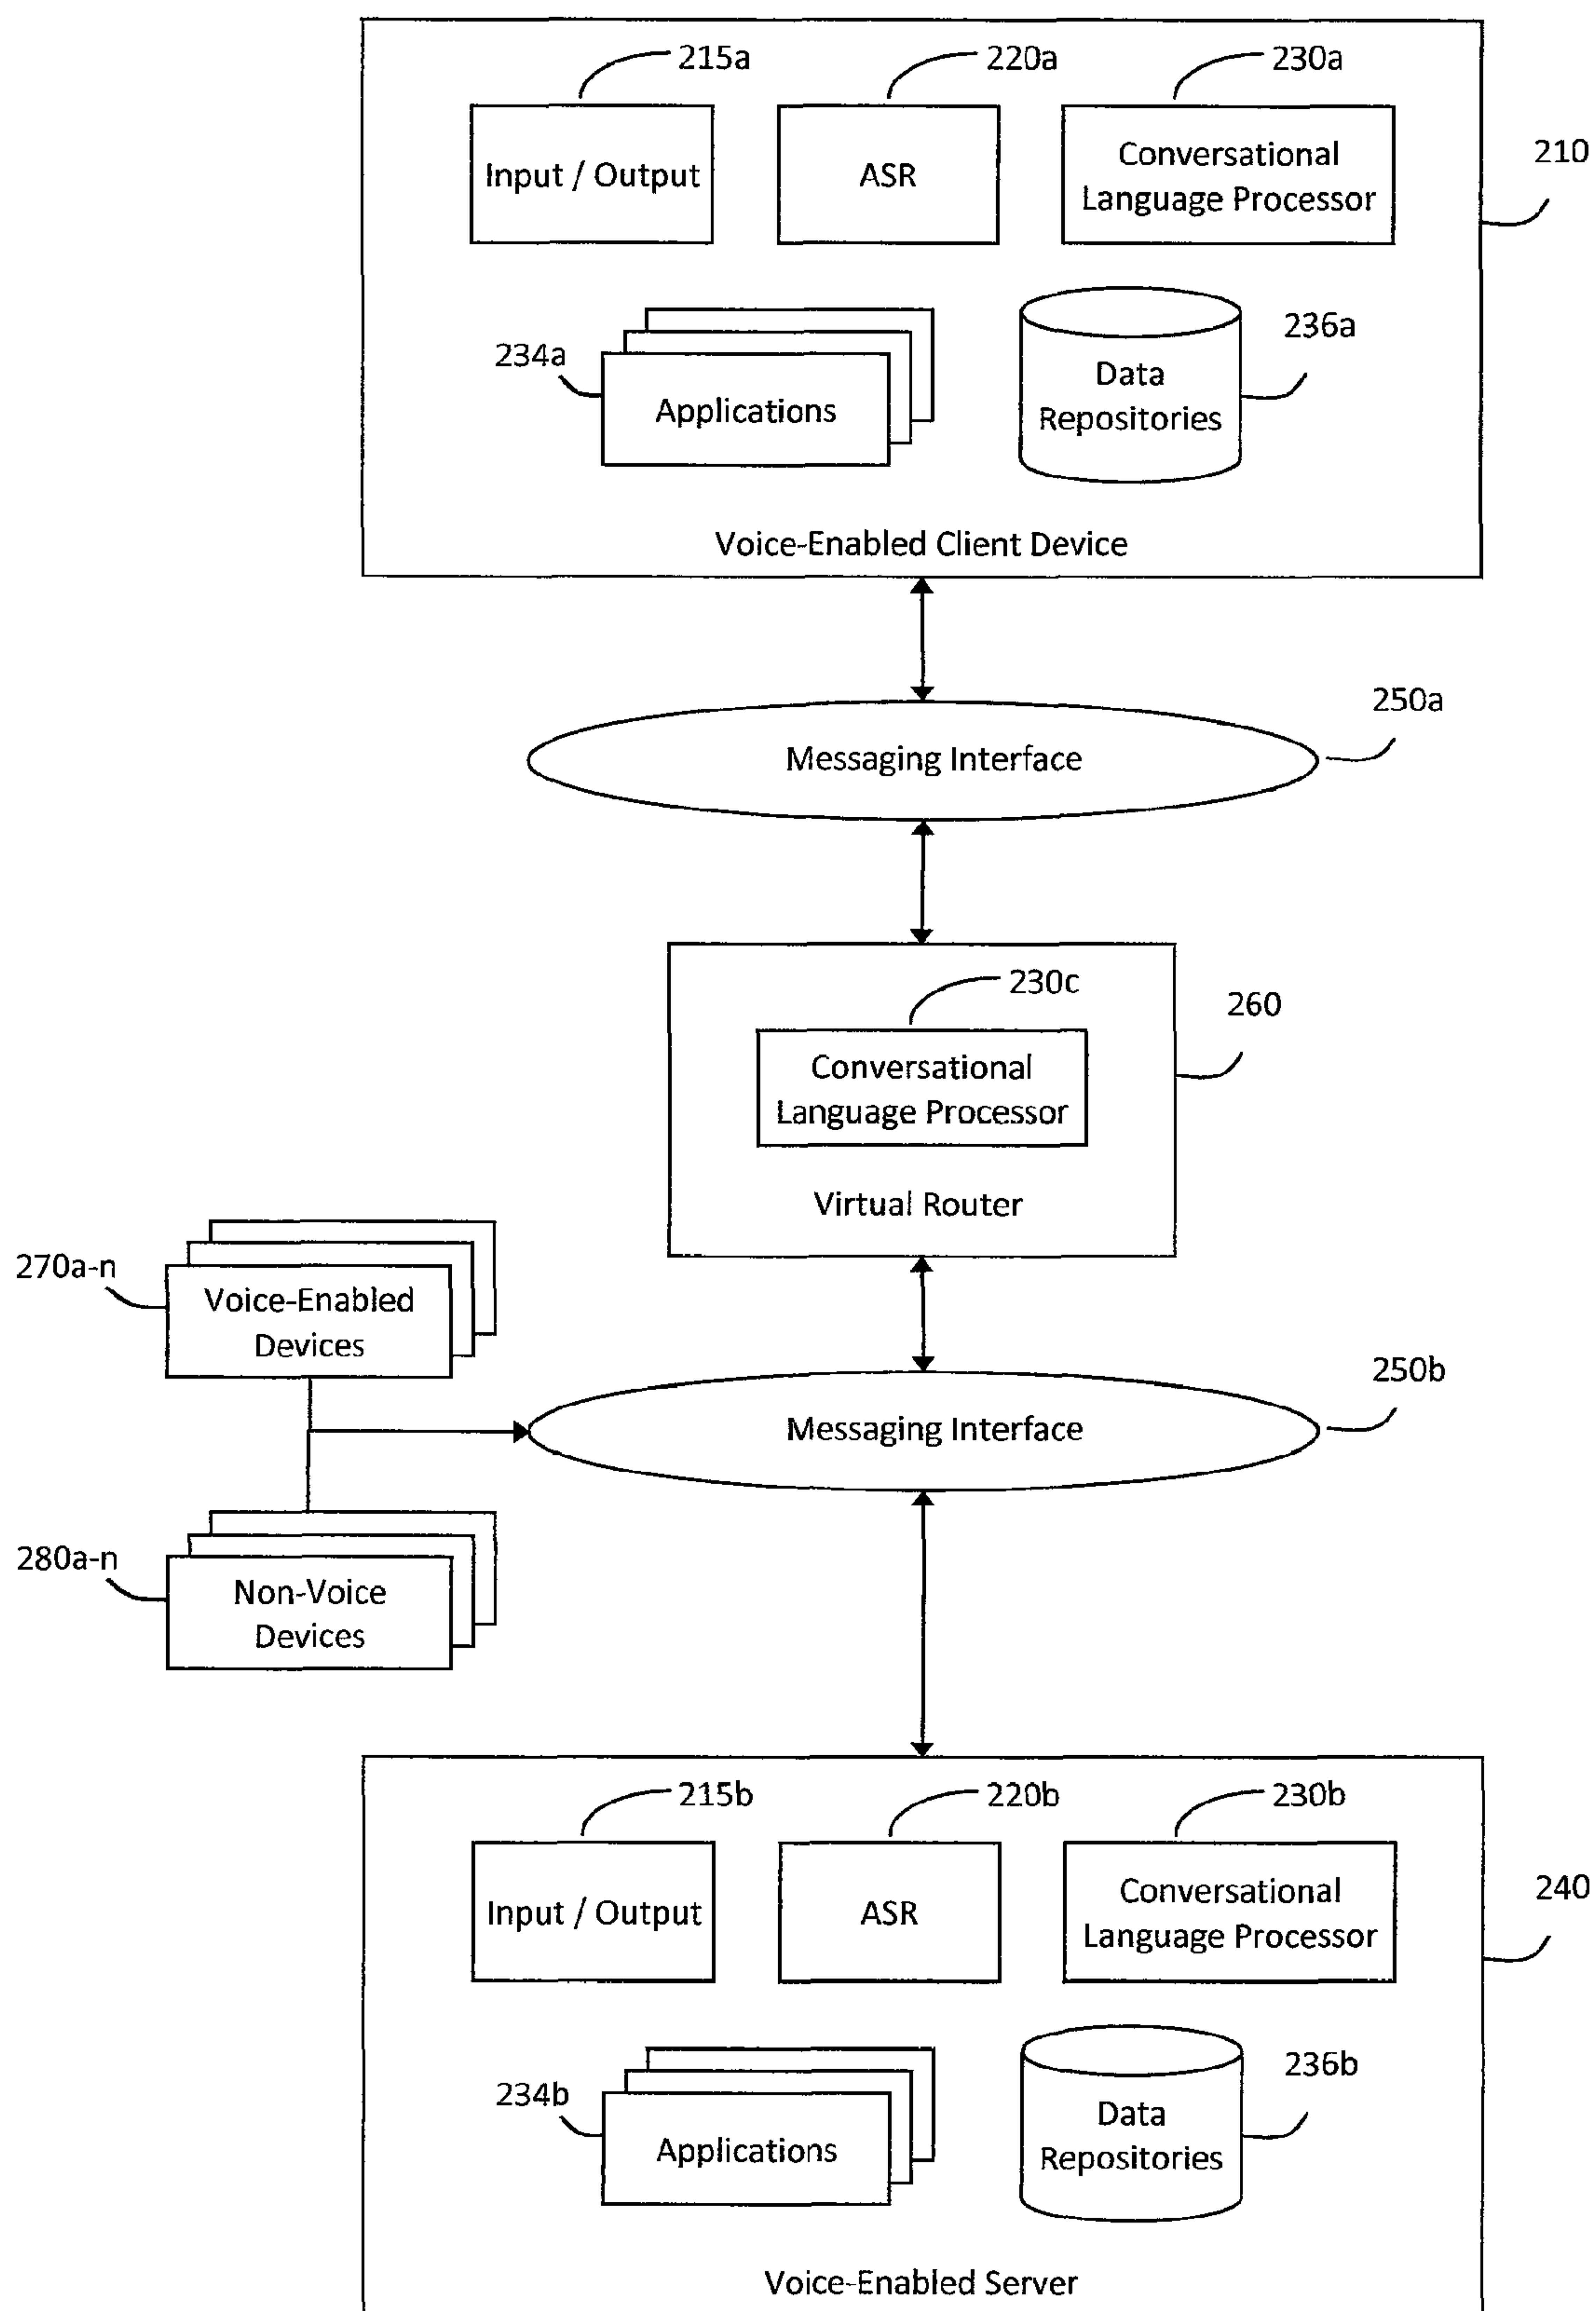 215a
220a
230a
210
Input / Output
ASR
Conversational
Language Processor
234a
236a
Applications
Data
Repositories
Voice-Enabled Client Device
250a
Messaging Interface
230c
260
Conversational
Language Processor
Virtual Router
270a-n
Voice-Enabled
Devices
250b
Messaging Interface
280a-n
Non-Voice
Devices
215b
220b
230b
240
Input / Output
ASR
Conversational
Language Processor
234b
236b
Applications
Data
Repositories
Voice-Enabled Server